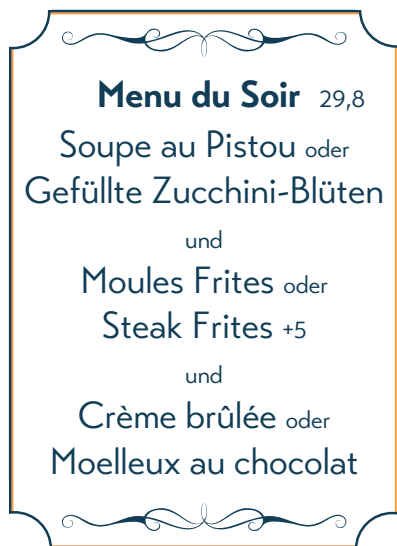 Menu du Soir 29,8
Soupe au Pistou oder
Gefüllte Zucchini-Blüten
und
Moules Frites oder
Steak Frites +5
und
Crème brûlée oder
Moelleux au chocolat